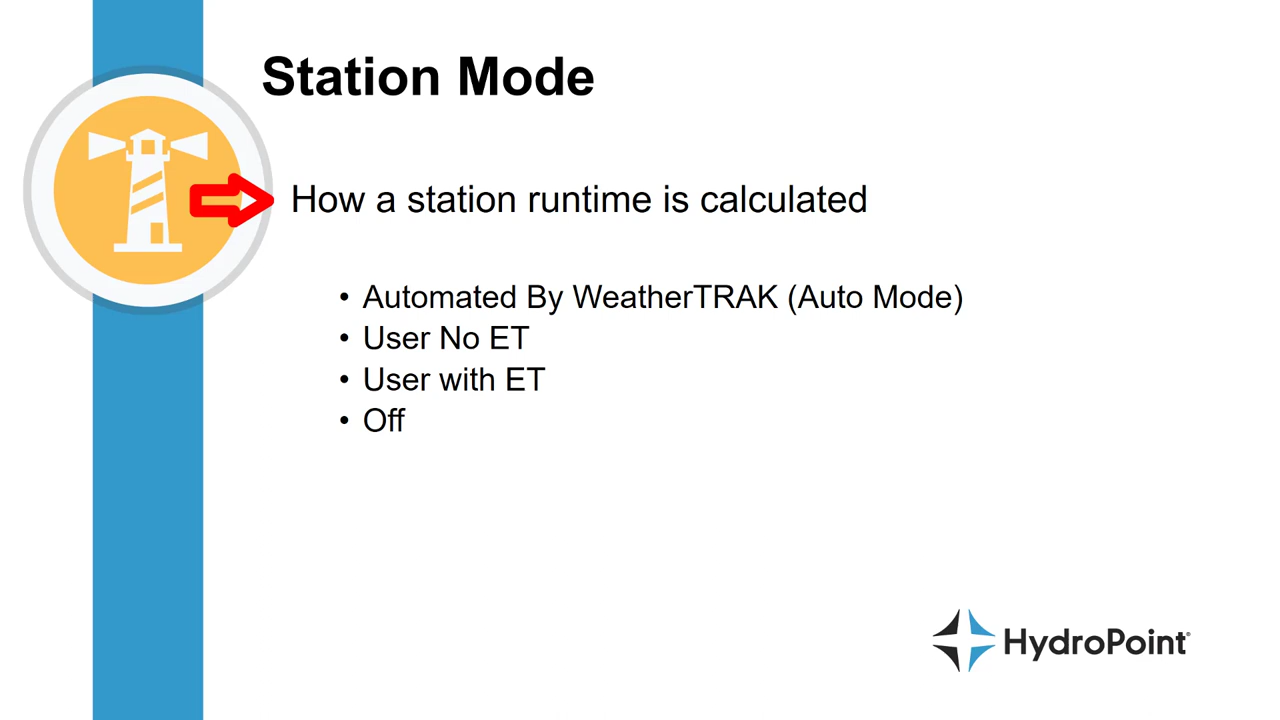 Station Mode
How a station runtime is calculated
• Automated By WeatherTRAK (Auto Mode)
• User No ET
• User with ET
• Off
HydroPoint®